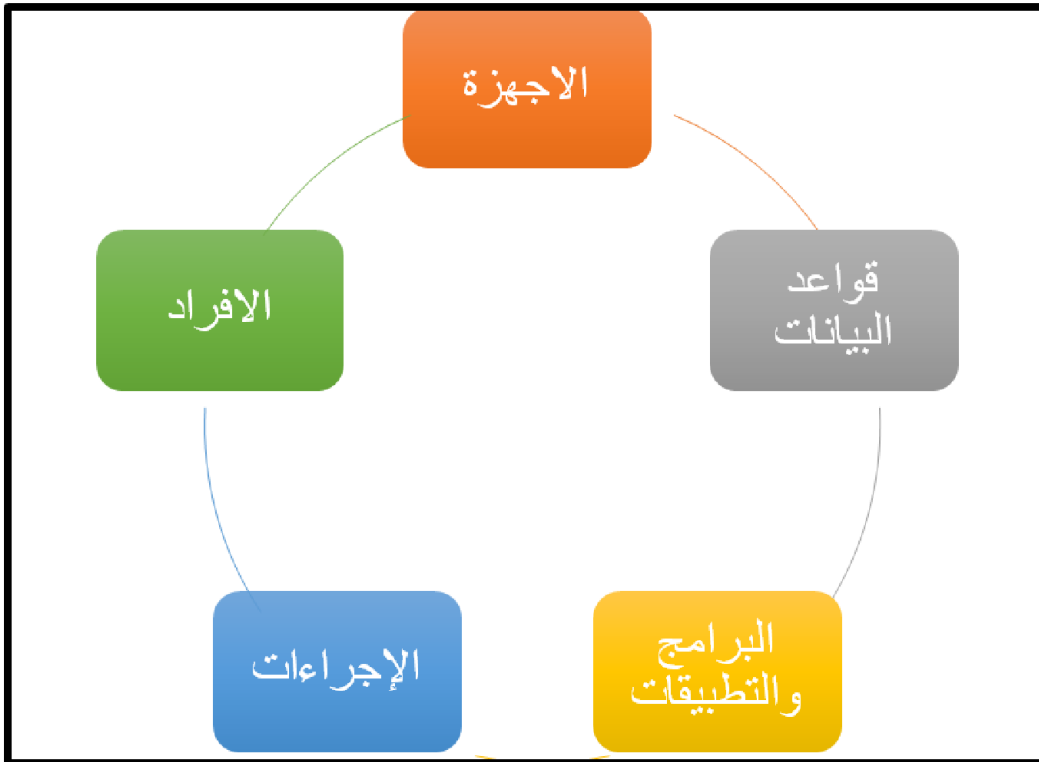 الاجهزة
قواعد
البيانات
البرامج
والتطبيقات
الإجراءات
الافراد